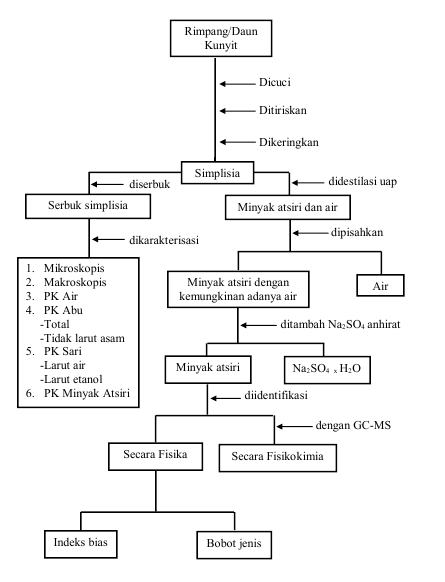 Rimpang/Daun
Kunyit
Dicuci
Ditiriskan
Dikeringkan
Simplisia
diserbuk
didestilasi uap
Serbuk simplisia
Minyak atsiri dan air
dikarakterisasi
dipisahkan
1. Mikroskopis
2. Makroskopis
3. PK Air
4. PK Abu
-Total
-Tidak larut asam
5. PK Sari
-Larut air
-Larut etanol
6. PK Minyak Atsiri
Minyak atsiri dengan
kemungkinan adanya air
Air
ditambah Na₂SO₄ anhirat
Minyak atsiri
Na₂SO₄ ₓ H₂O
diidentifikasi
dengan GC-MS
Secara Fisika
Secara Fisikokimia
Indeks bias
Bobot jenis